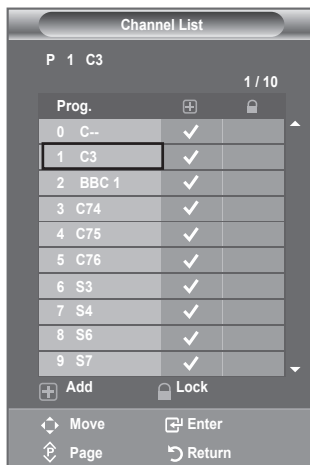 Channel List
P 1 C3
1 / 10
Prog.
0 C--
1 C3
2 BBC 1
3 C74
4 C75
5 C76
6 S3
7 S4
8 S6
9 S7
Add Lock
Move Enter
Page Return